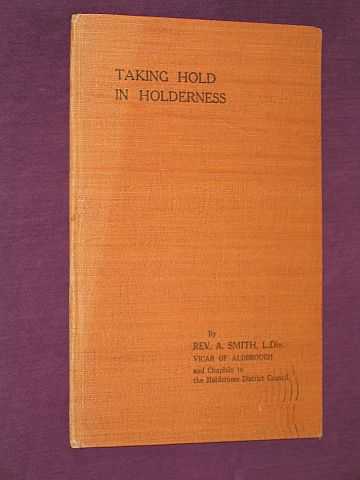 TAKING HOLD
IN HOLDERNESS
By
REV. A. SMITH, L.Div.
VICAR OF ALDBROUGH
and Chaplain to
the Holderness District Council